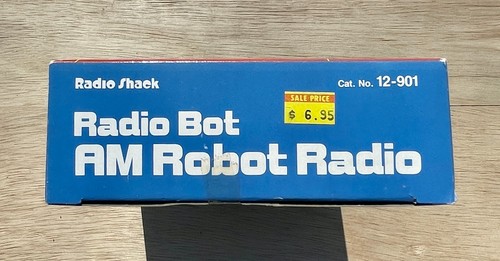 Radio Shack
Cat. No. 12-901
SALE PRICE
$ 6.95
Radio Bot
AM Robot Radio